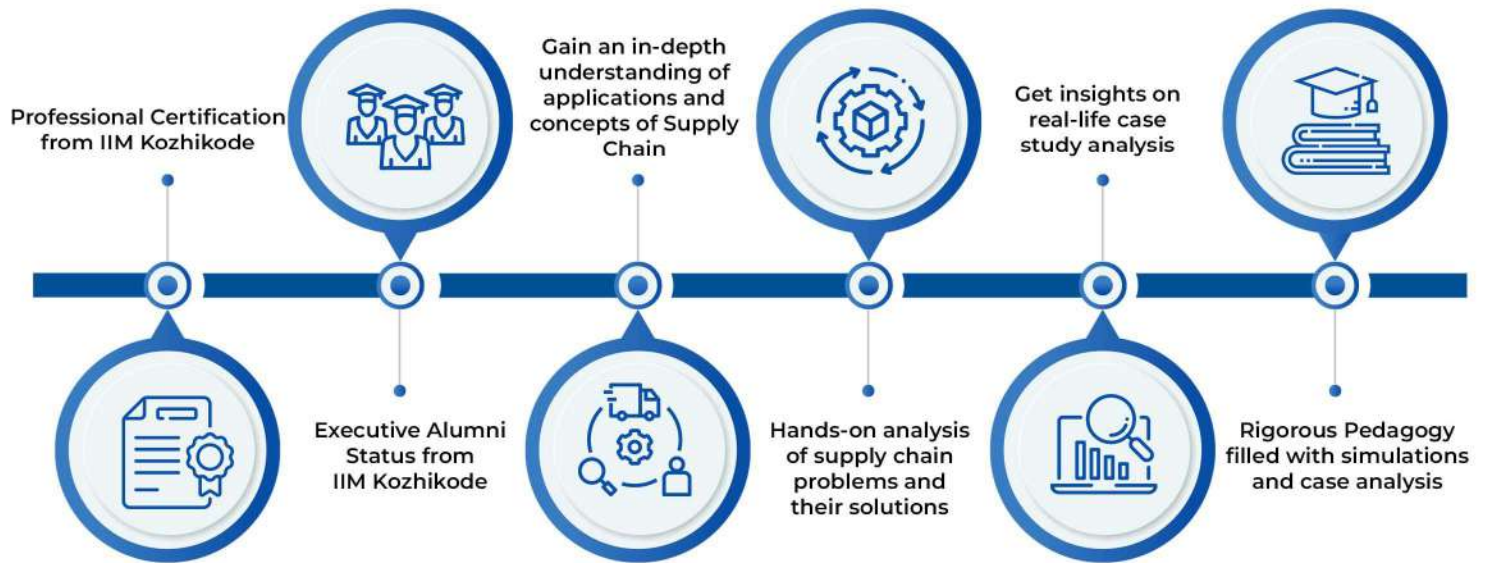 Professional Certification
from IIM Kozhikode
Executive Alumni
Status from
IIM Kozhikode
Gain an in-depth
understanding of
applications and
concepts of Supply
Chain
Hands-on analysis
of supply chain
problems and
their solutions
Get insights on
real-life case
study analysis
Rigorous Pedagogy
filled with simulations
and case analysis